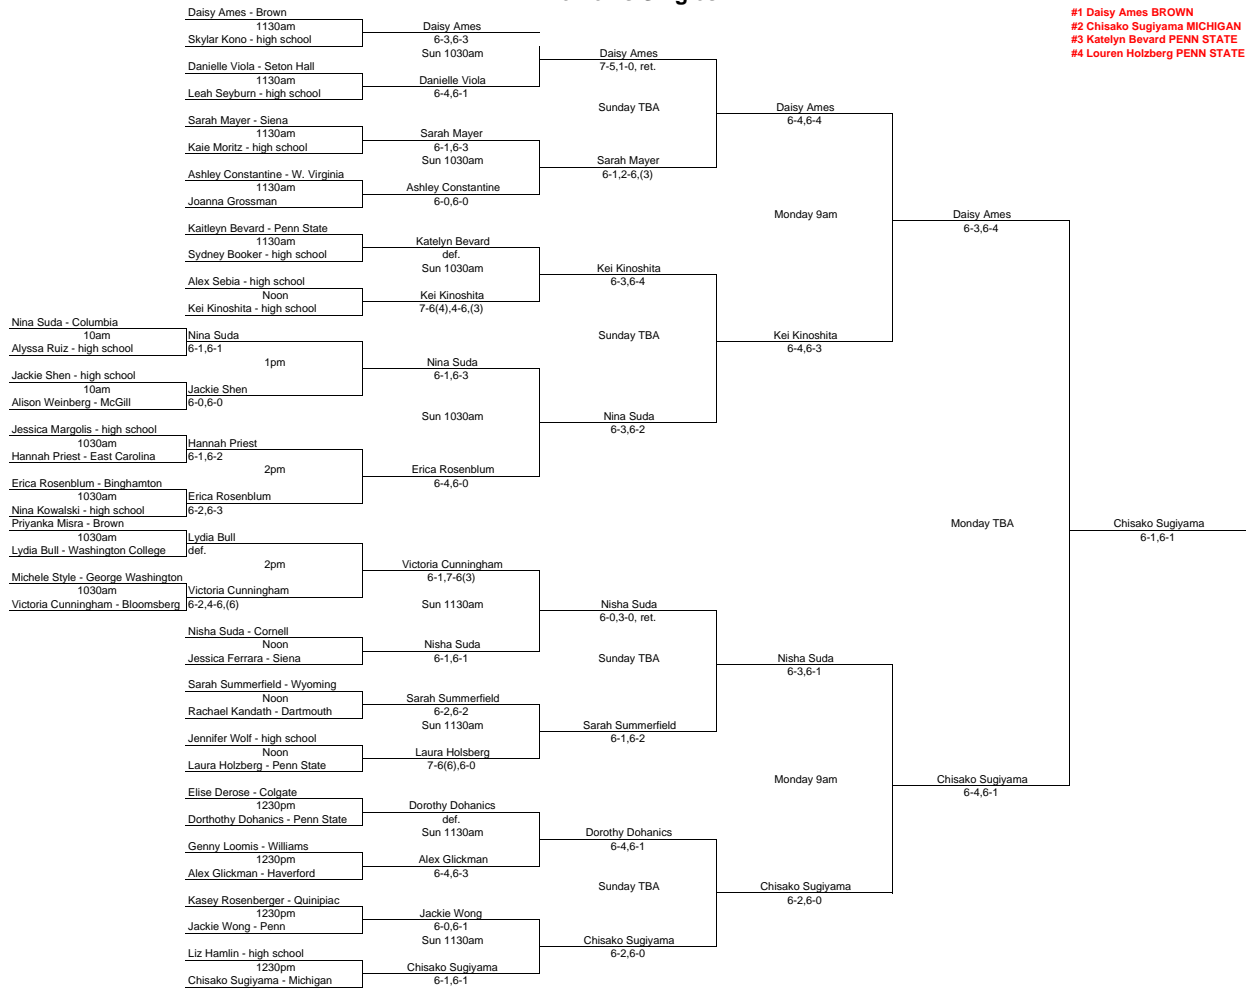 #1 Daisy Ames BROWN
#2 Chisako Sugiyama MICHIGAN
#3 Katelyn Bevard PENN STATE
#4 Louren Holzberg PENN STATE
Daisy Ames - Brown
1130am
Skylar Kono - high school
Danielle Viola - Seton Hall
1130am
Leah Seyburn - high school
Sarah Mayer - Siena
1130am
Kaie Moritz - high school
Ashley Constantine - W. Virginia
1130am
Joanna Grossman
Kaitleyn Bevard - Penn State
1130am
Sydney Booker - high school
Alex Sebia - high school
Noon
Kei Kinoshita - high school
Nina Suda - Columbia
10am
Alyssa Ruiz - high school
Jackie Shen - high school
10am
Alison Weinberg - McGill
Jessica Margolis - high school
1030am
Hannah Priest - East Carolina
Erica Rosenblum - Binghamton
1030am
Nina Kowalski - high school
Priyanka Misra - Brown
1030am
Lydia Bull - Washington College
Michele Style - George Washington
1030am
Victoria Cunningham - Bloomsberg
Nina Suda
6-1,6-1
1pm
Jackie Shen
6-0,6-0
Hannah Priest
6-1,6-2
2pm
Erica Rosenblum
6-2,6-3
Lydia Bull
def.
2pm
Victoria Cunningham
6-2,4-6,(6)
Nisha Suda - Cornell
Noon
Jessica Ferrara - Siena
Sarah Summerfield - Wyoming
Noon
Rachael Kandath - Dartmouth
Jennifer Wolf - high school
Noon
Laura Holzberg - Penn State
Elise Derose - Colgate
1230pm
Dorthothy Dohanics - Penn State
Genny Loomis - Williams
1230pm
Alex Glickman - Haverford
Kasey Rosenberger - Quinipiac
1230pm
Jackie Wong - Penn
Liz Hamlin - high school
1230pm
Chisako Sugiyama - Michigan
Daisy Ames
6-3,6-3
Sun 1030am
Danielle Viola
6-4,6-1
Sarah Mayer
6-1,6-3
Sun 1030am
Ashley Constantine
6-0,6-0
Katelyn Bevard
def.
Sun 1030am
Kei Kinoshita
7-6(4),4-6,(3)
Nina Suda
6-1,6-3
Sun 1030am
Erica Rosenblum
6-4,6-0
Victoria Cunningham
6-1,7-6(3)
Sun 1130am
Nisha Suda
6-1,6-1
Sarah Summerfield
6-2,6-2
Sun 1130am
Laura Holsberg
7-6(6),6-0
Dorothy Dohanics
def.
Sun 1130am
Alex Glickman
6-4,6-3
Jackie Wong
6-0,6-1
Sun 1130am
Chisako Sugiyama
6-1,6-1
Daisy Ames
7-5,1-0, ret.
Sunday TBA
Sarah Mayer
6-1,2-6,(3)
Kei Kinoshita
6-3,6-4
Sunday TBA
Nina Suda
6-3,6-2
Nisha Suda
6-0,3-0, ret.
Sunday TBA
Sarah Summerfield
6-1,6-2
Dorothy Dohanics
6-4,6-1
Sunday TBA
Chisako Sugiyama
6-2,6-0
Daisy Ames
6-4,6-4
Monday 9am
Kei Kinoshita
6-4,6-3
Nisha Suda
6-3,6-1
Monday 9am
Chisako Sugiyama
6-2,6-0
Daisy Ames
6-3,6-4
Monday TBA
Chisako Sugiyama
6-4,6-1
Chisako Sugiyama
6-1,6-1